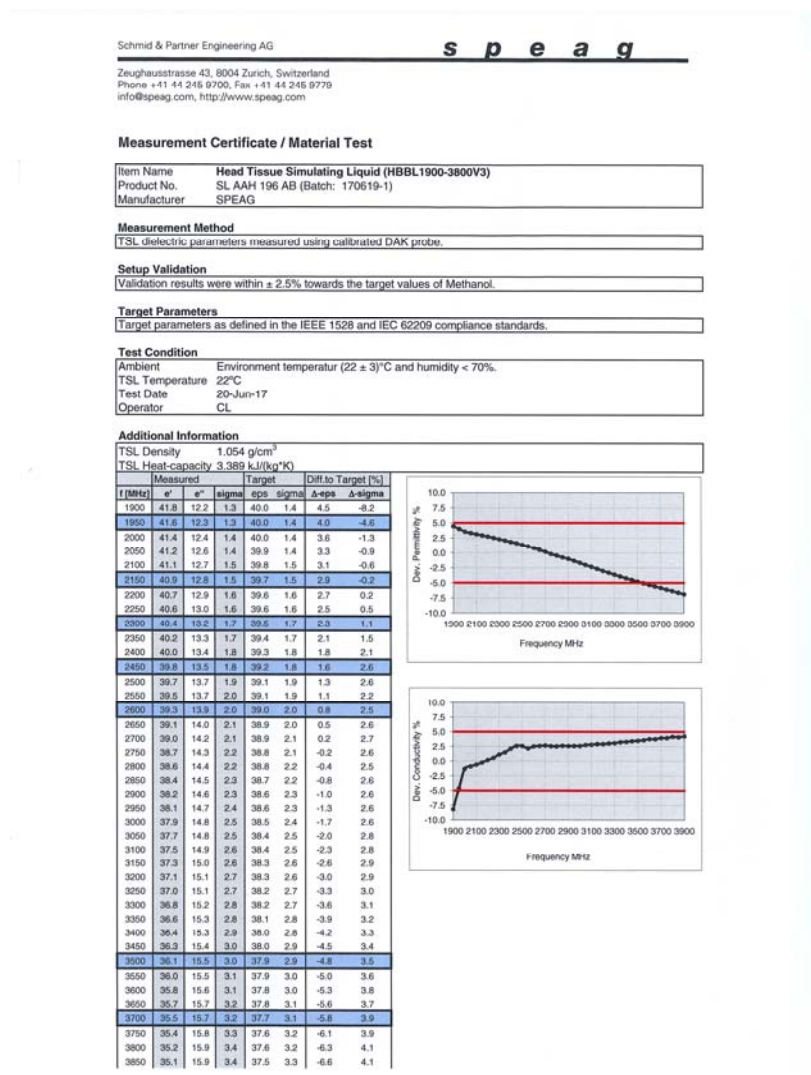 Schmid & Partner Engineering AG
s p e a g
Zeughausstrasse 43, 8004 Zurich, Switzerland
Phone +41 44 245 9700, Fax +41 44 245 9779
info@speag.com, http://www.speag.com
Measurement Certificate / Material Test
Item Name Head Tissue Simulating Liquid (HBBL1900-3800V3)
Product No. SL AAH 196 AB (Batch: 170619-1)
Manufacturer SPEAG
Measurement Method
TSL dielectric parameters measured using calibrated DAK probe.
Setup Validation
Validation results were within ± 2.5% towards the target values of Methanol.
Target Parameters
Target parameters as defined in the IEEE 1528 and IEC 62209 compliance standards.
Test Condition
Ambient Environment temperatur (22 ± 3)°C and humidity < 70%.
TSL Temperature 22°C
Test Date 20-Jun-17
Operator CL
Additional Information
TSL Density 1.054 g/cm³
TSL Heat-capacity 3.389 kJ/(kg*K)
Measured Target Diff.to Target [%]
f [MHz] e' e" sigma eps sigma Δ-eps Δ-sigma
1900 41.8 12.2 1.3 40.0 1.4 4.5 -8.2
1950 41.6 12.3 1.3 40.0 1.4 4.0 -4.6
2000 41.4 12.4 1.4 40.0 1.4 3.6 -1.3
2050 41.2 12.6 1.4 39.9 1.4 3.3 -0.9
2100 41.1 12.7 1.5 39.8 1.5 3.1 -0.6
2150 40.9 12.8 1.5 39.7 1.5 2.9 -0.2
2200 40.7 12.9 1.6 39.6 1.6 2.7 0.2
2250 40.6 13.0 1.6 39.6 1.6 2.5 0.5
2300 40.4 13.2 1.7 39.5 1.7 2.3 1.1
2350 40.2 13.3 1.7 39.4 1.7 2.1 1.5
2400 40.0 13.4 1.8 39.3 1.8 1.8 2.1
2450 39.8 13.5 1.8 39.2 1.8 1.6 2.6
2500 39.7 13.7 1.9 39.1 1.9 1.3 2.6
2550 39.5 13.7 2.0 39.1 1.9 1.1 2.2
2600 39.3 13.9 2.0 39.0 2.0 0.8 2.5
2650 39.1 14.0 2.1 38.9 2.0 0.5 2.6
2700 39.0 14.2 2.1 38.9 2.1 0.2 2.7
2750 38.7 14.3 2.2 38.8 2.1 -0.2 2.6
2800 38.6 14.4 2.2 38.8 2.2 -0.4 2.5
2850 38.4 14.5 2.3 38.7 2.2 -0.8 2.6
2900 38.2 14.6 2.3 38.6 2.3 -1.0 2.6
2950 38.1 14.7 2.4 38.6 2.3 -1.3 2.6
3000 37.9 14.8 2.5 38.5 2.4 -1.7 2.6
3050 37.7 14.8 2.5 38.4 2.5 -2.0 2.8
3100 37.5 14.9 2.6 38.4 2.5 -2.3 2.8
3150 37.3 15.0 2.6 38.3 2.6 -2.6 2.9
3200 37.1 15.1 2.7 38.3 2.6 -3.0 2.9
3250 37.0 15.1 2.7 38.2 2.7 -3.3 3.0
3300 36.8 15.2 2.8 38.2 2.7 -3.6 3.1
3350 36.6 15.3 2.8 38.1 2.8 -3.9 3.2
3400 36.4 15.3 2.9 38.0 2.8 -4.2 3.3
3450 36.3 15.4 3.0 38.0 2.9 -4.5 3.4
3500 36.1 15.5 3.0 37.9 2.9 -4.8 3.5
3550 36.0 15.5 3.1 37.9 3.0 -5.0 3.6
3600 35.8 15.6 3.1 37.8 3.0 -5.3 3.8
3650 35.7 15.7 3.2 37.8 3.1 -5.6 3.7
3700 35.5 15.7 3.2 37.7 3.1 -5.8 3.9
3750 35.4 15.8 3.3 37.6 3.2 -6.1 3.9
3800 35.2 15.9 3.4 37.6 3.2 -6.3 4.1
3850 35.1 15.9 3.4 37.5 3.3 -6.6 4.1
Dev. Permittivity %
10.0
7.5
5.0
2.5
0.0
-2.5
-5.0
-7.5
-10.0
1900 2100 2300 2500 2700 2900 3100 3300 3500 3700 3900
Frequency MHz
Dev. Conductivity %
10.0
7.5
5.0
2.5
0.0
-2.5
-5.0
-7.5
-10.0
1900 2100 2300 2500 2700 2900 3100 3300 3500 3700 3900
Frequency MHz